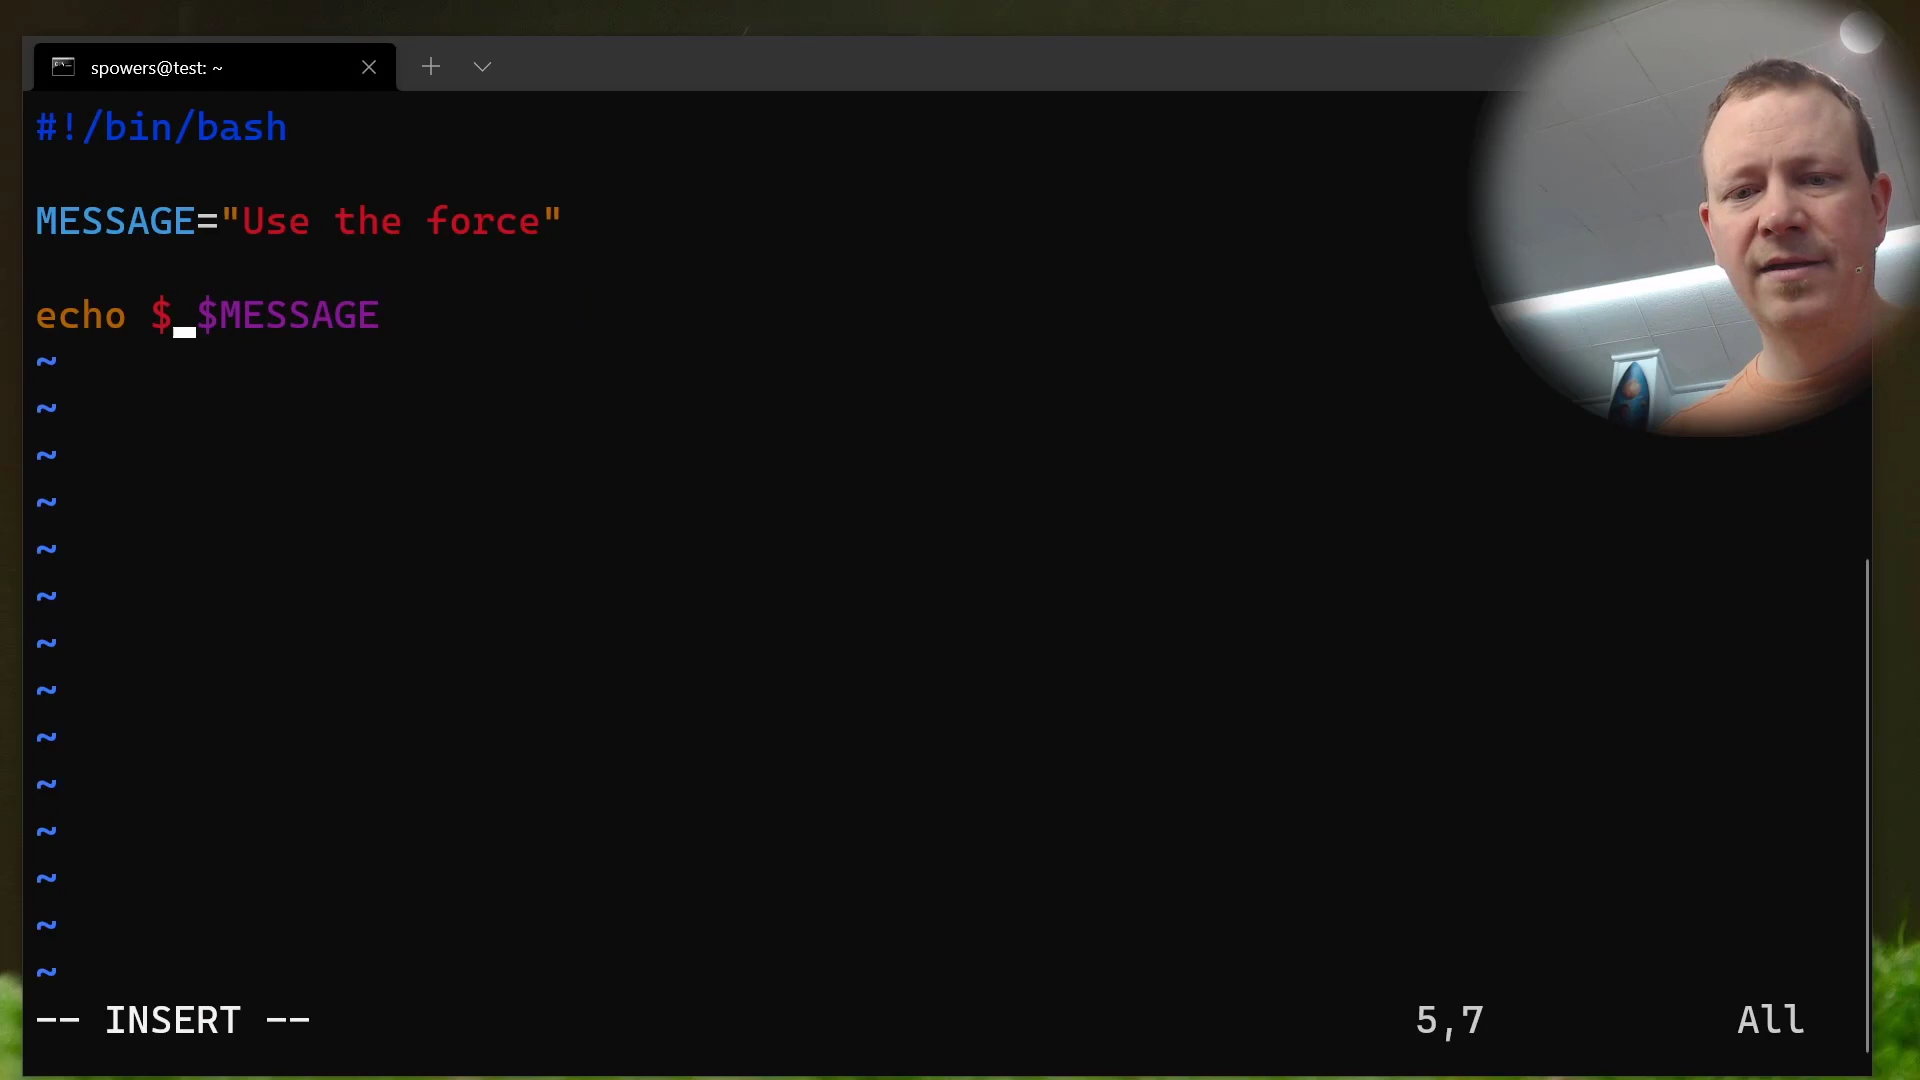 spowers@test: ~
#!/bin/bash
MESSAGE="Use the force"
echo $ $MESSAGE
~
~
~
~
~
~
~
~
~
~
~
~
~
~
-- INSERT -- 5,7 All